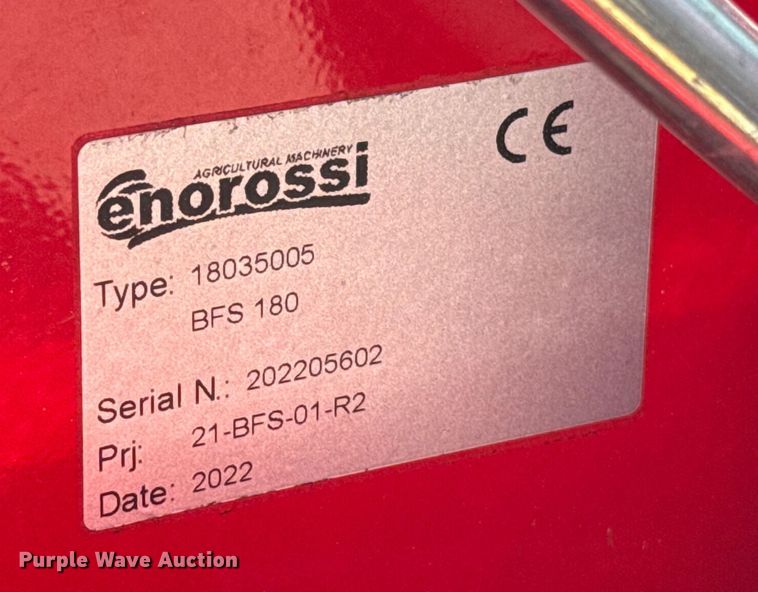 AGRICULTURAL MACHINERY
enorossi
CE
Type: 18035005
BFS 180
Serial N.: 202205602
Prj: 21-BFS-01-R2
Date: 2022
Purple Wave Auction